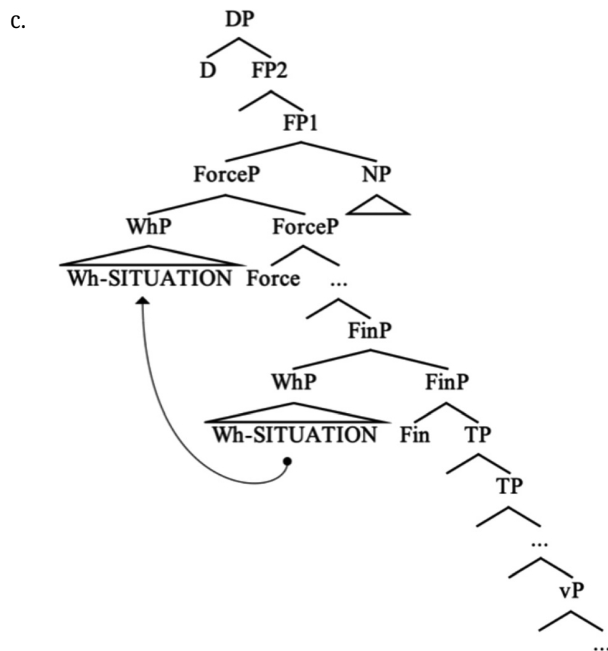 c.
DP
D FP2
FP1
ForceP NP
WhP ForceP
Wh-SITUATION Force ...
FinP
WhP FinP
Wh-SITUATION Fin TP
TP
...
vP
...